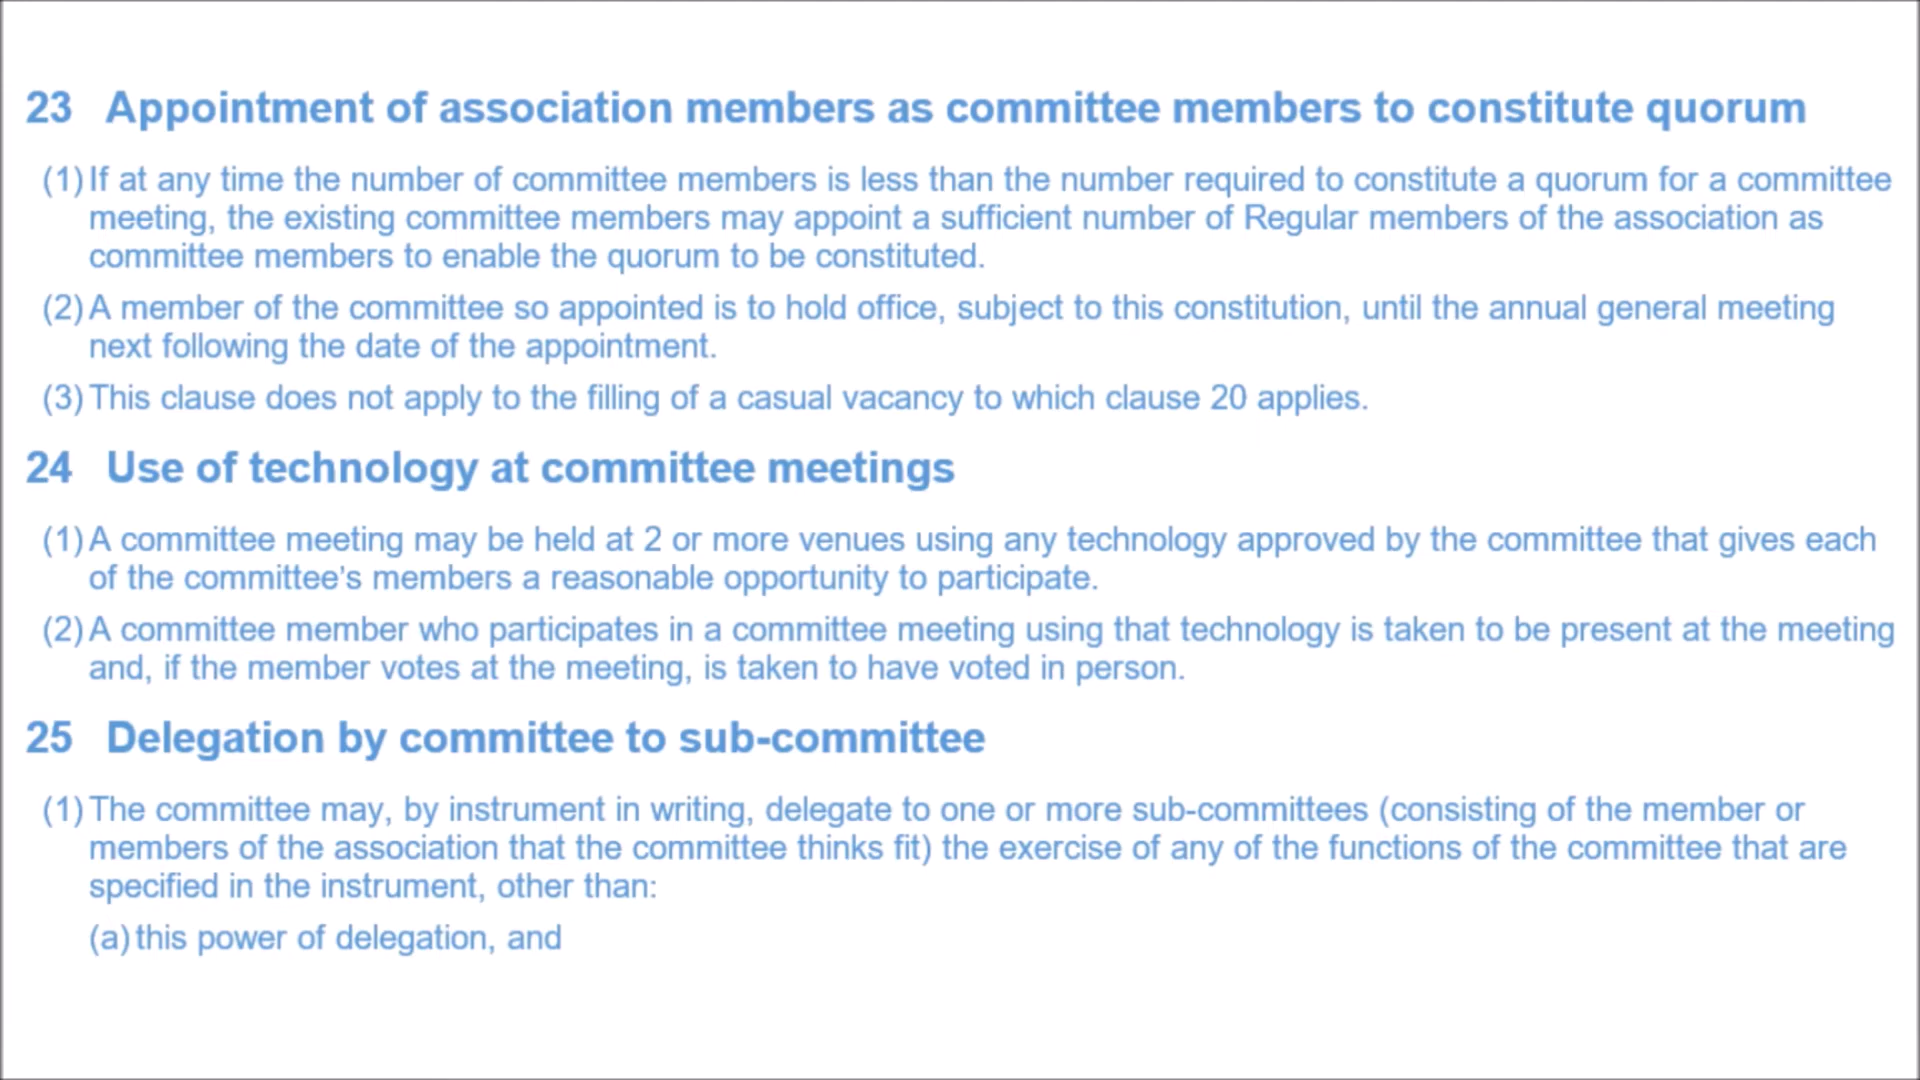 23 Appointment of association members as committee members to constitute quorum
(1) If at any time the number of committee members is less than the number required to constitute a quorum for a committee
meeting, the existing committee members may appoint a sufficient number of Regular members of the association as
committee members to enable the quorum to be constituted.
(2) A member of the committee so appointed is to hold office, subject to this constitution, until the annual general meeting
next following the date of the appointment.
(3) This clause does not apply to the filling of a casual vacancy to which clause 20 applies.
24 Use of technology at committee meetings
(1) A committee meeting may be held at 2 or more venues using any technology approved by the committee that gives each
of the committee’s members a reasonable opportunity to participate.
(2) A committee member who participates in a committee meeting using that technology is taken to be present at the meeting
and, if the member votes at the meeting, is taken to have voted in person.
25 Delegation by committee to sub-committee
(1) The committee may, by instrument in writing, delegate to one or more sub-committees (consisting of the member or
members of the association that the committee thinks fit) the exercise of any of the functions of the committee that are
specified in the instrument, other than:
(a) this power of delegation, and